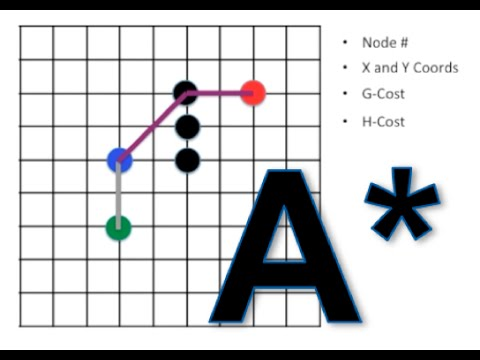 • Node #
• X and Y Coords
• G-Cost
• H-Cost
A*